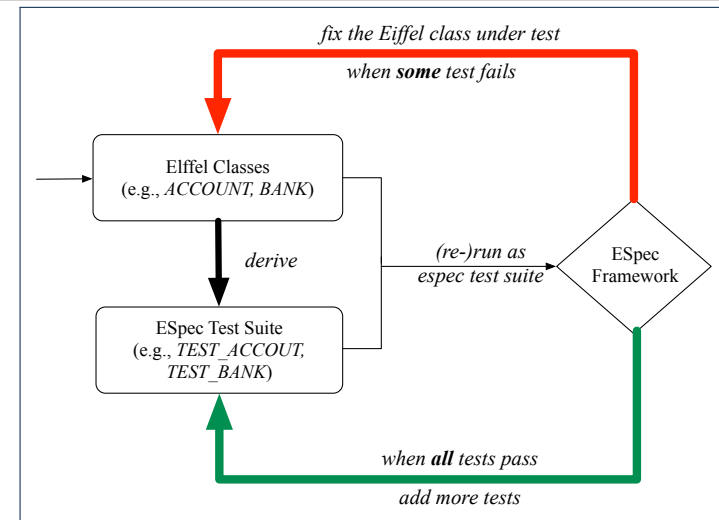 fix the Eiffel class under test
when some test fails
EIffel Classes
(e.g., ACCOUNT, BANK)
derive
(re-)run as
espec test suite
ESpec
Framework
ESpec Test Suite
(e.g., TEST_ACCOUT,
TEST_BANK)
when all tests pass
add more tests